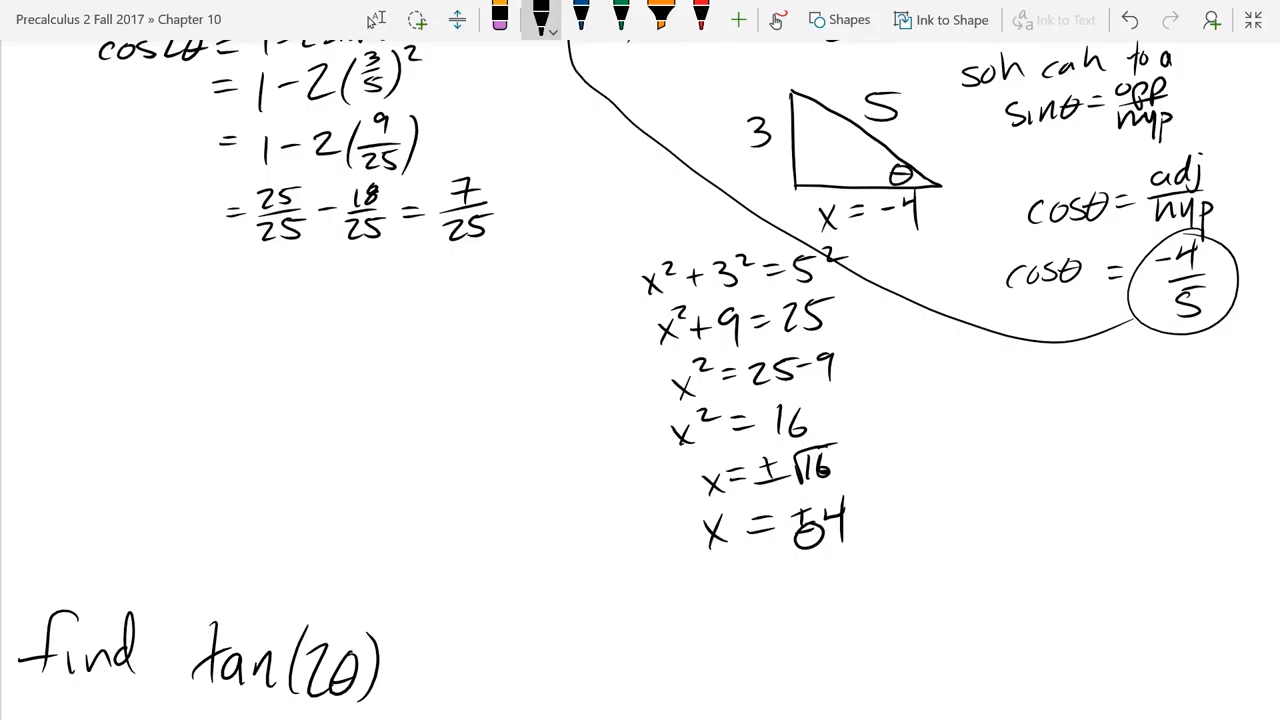 Precalculus 2 Fall 2017 » Chapter 10
Shapes
Ink to Shape
Ink to Text
cos2θ =
= 1 - 2(3/5)²
= 1 - 2(9/25)
= 25/25 - 18/25 = 7/25
soh cah toa
sinθ = opp/hyp
3
5
θ
x = -4
cosθ = adj/hyp
cosθ = -4/5
x² + 3² = 5²
x² + 9 = 25
x² = 25 - 9
x² = 16
x = ±√16
x = ±4
find tan(2θ)